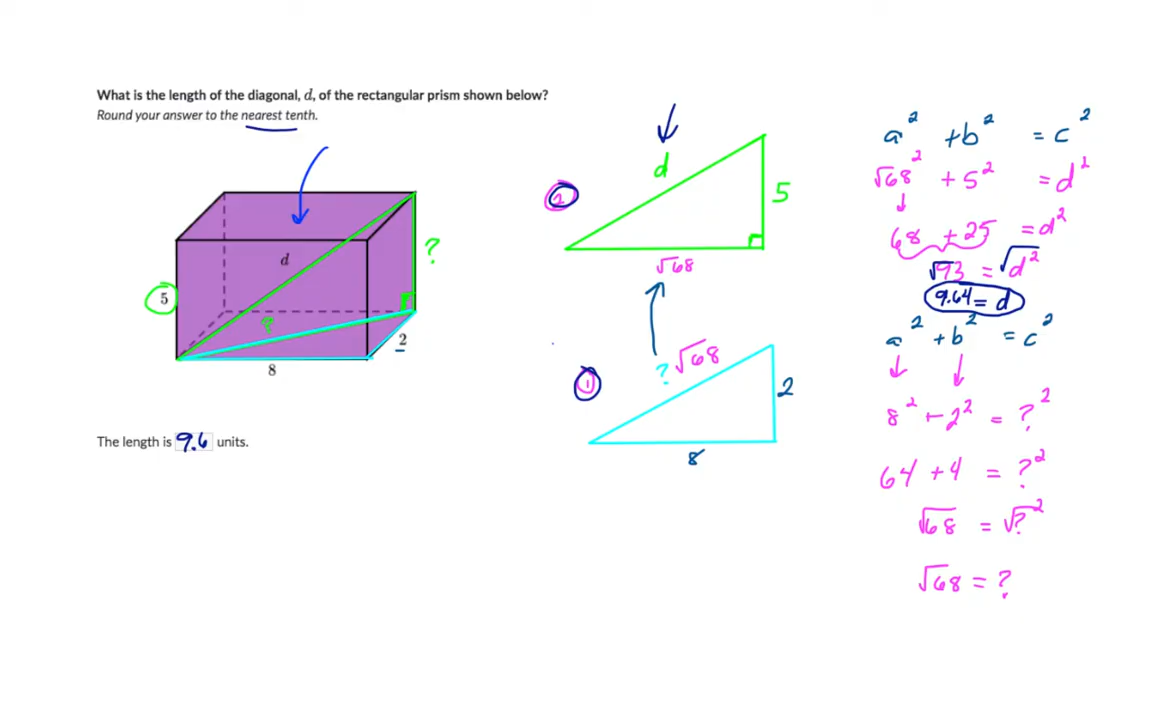 What is the length of the diagonal, d, of the rectangular prism shown below?
Round your answer to the nearest tenth.
d
5
?
?
2
8
The length is 9.6 units.
2
d
5
√68
1
?
√68
2
8
a² + b² = c²
√68² + 5² = d²
68 + 25 = d²
√93 = √d²
9.64 = d
a² + b² = c²
8² + 2² = ?²
64 + 4 = ?²
√68 = √?²
√68 = ?